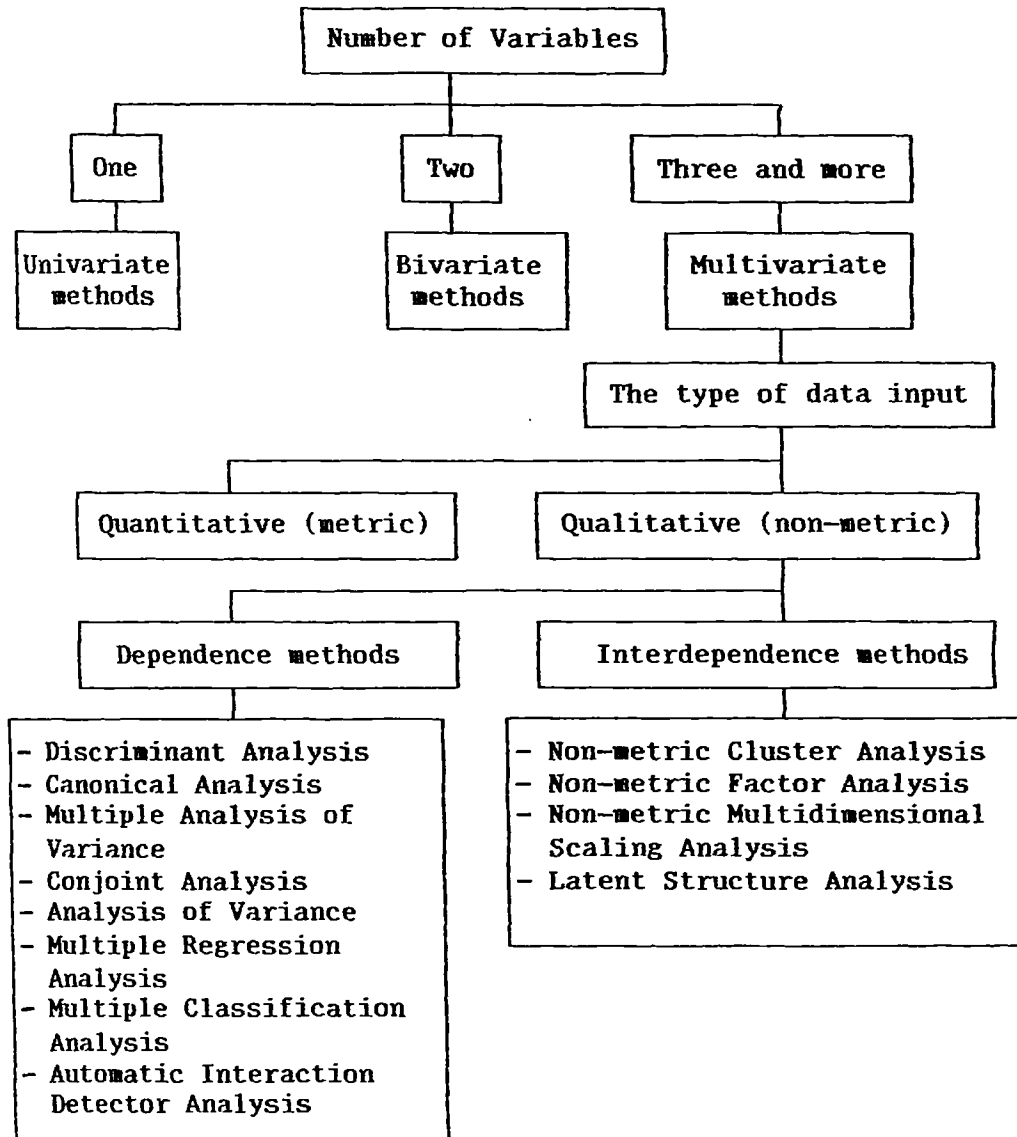 Number of Variables
One
Two
Three and more
Univariate
methods
Bivariate
methods
Multivariate
methods
The type of data input
Quantitative (metric)
Qualitative (non-metric)
Dependence methods
Interdependence methods
- Discriminant Analysis
- Canonical Analysis
- Multiple Analysis of
Variance
- Conjoint Analysis
- Analysis of Variance
- Multiple Regression
Analysis
- Multiple Classification
Analysis
- Automatic Interaction
Detector Analysis
- Non-metric Cluster Analysis
- Non-metric Factor Analysis
- Non-metric Multidimensional
Scaling Analysis
- Latent Structure Analysis